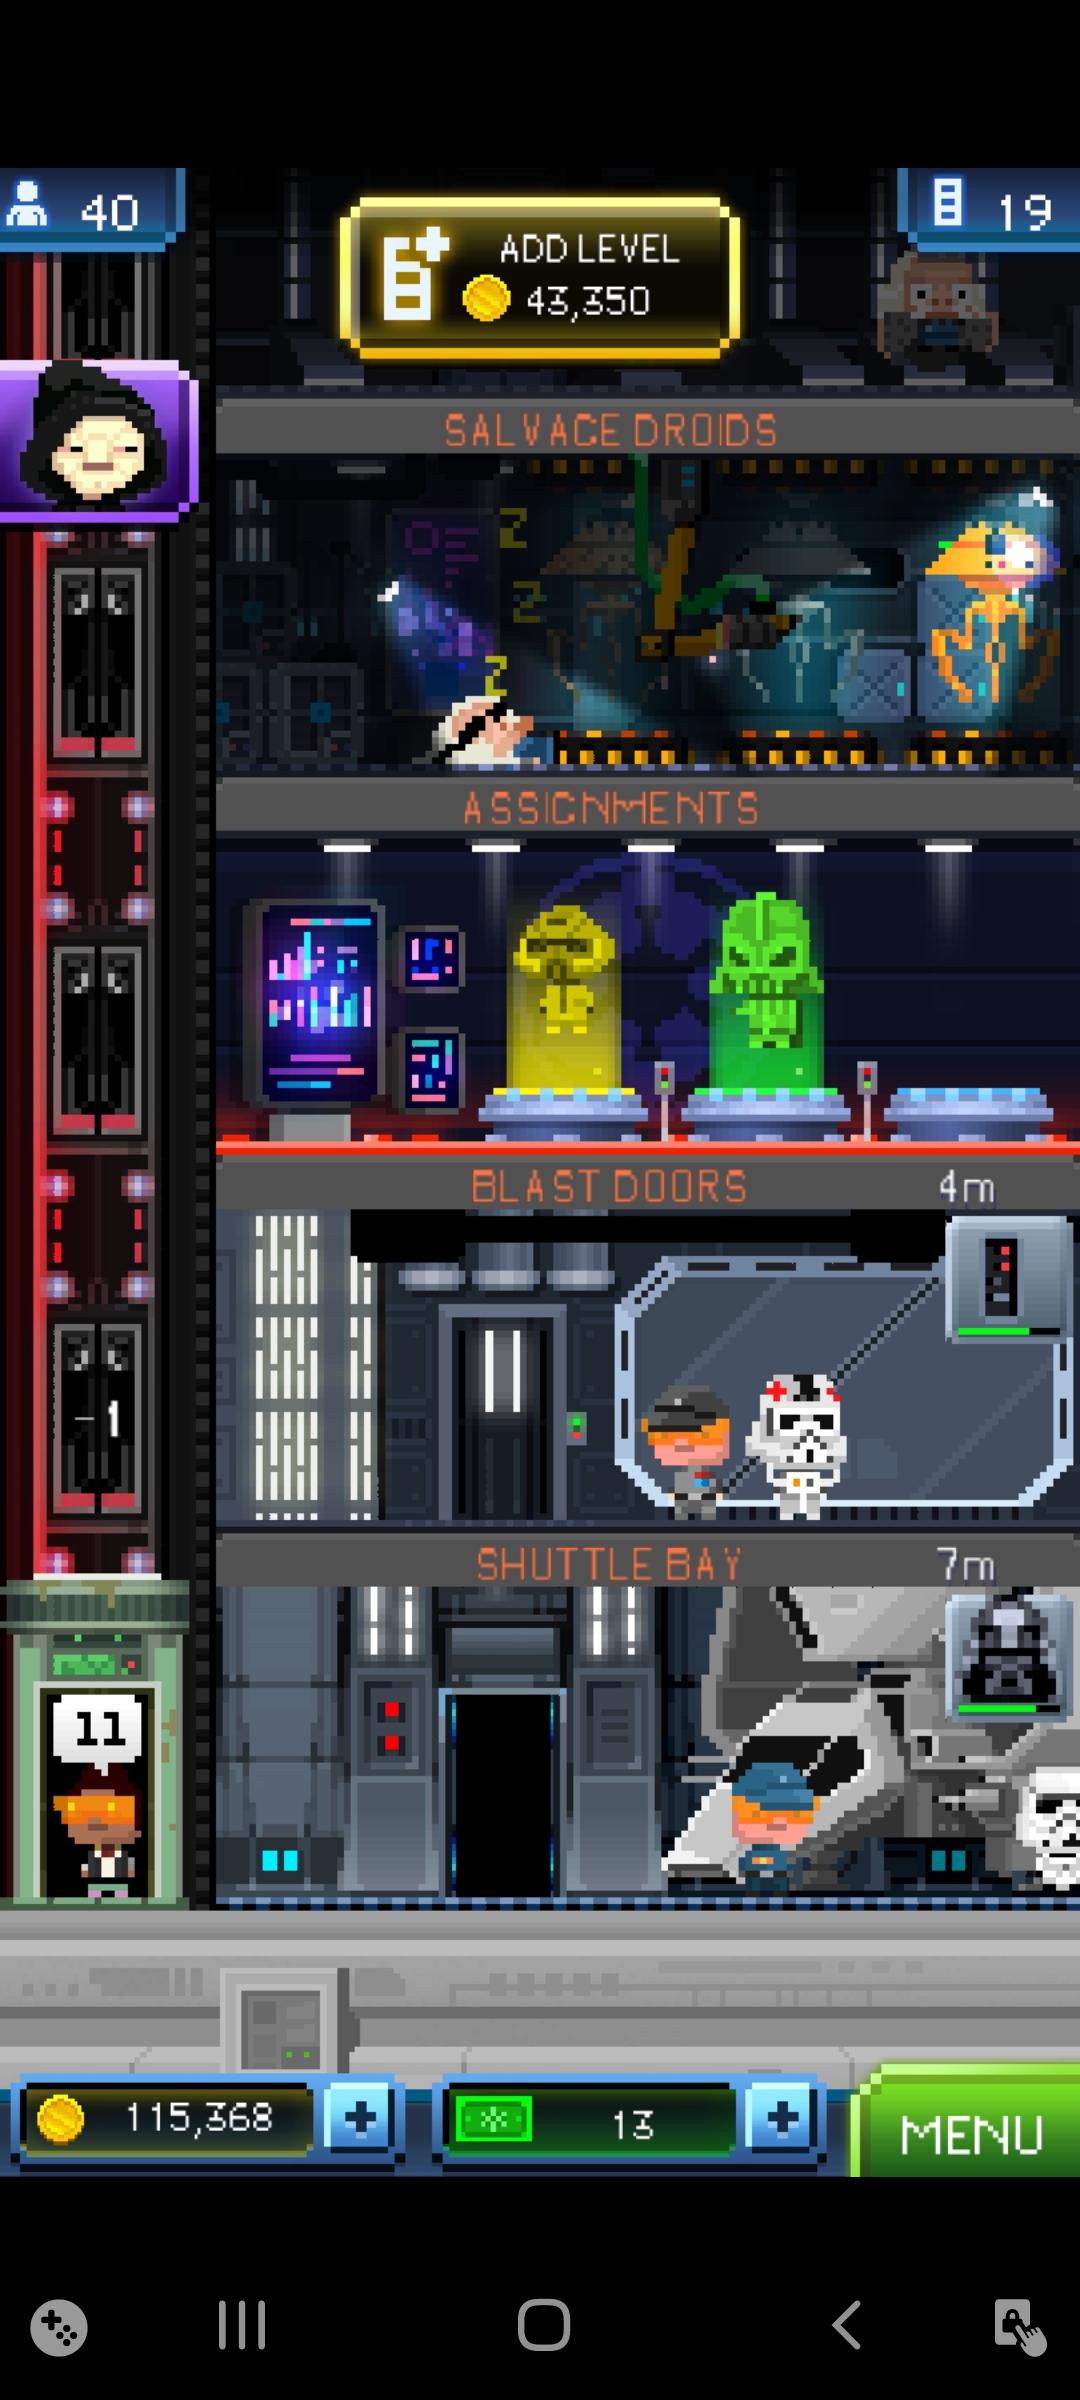 40
ADD LEVEL
43,350
19
SALVAGE DROIDS
Z
Z
Z
ASSIGNMENTS
BLAST DOORS 4m
-1
SHUTTLE BAY 7m
11
115,368
13
MENU